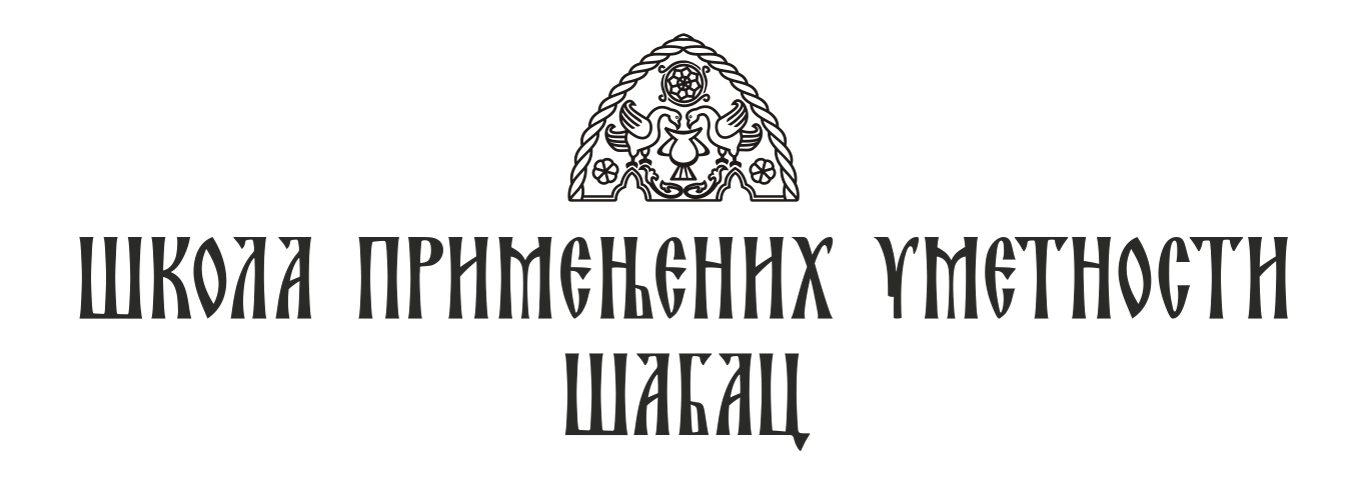 ШКОЛА ПРИМЕЊЕНИХ УМЕТНОСТИ
ШАБАЦ